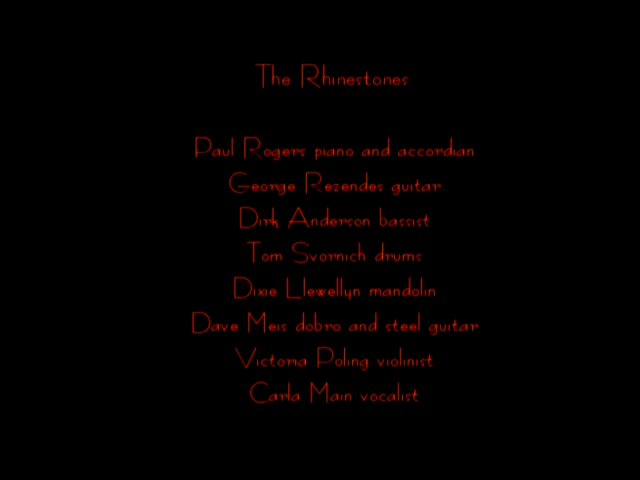 The Rhinestones
Paul Rogers piano and accordian
George Rezendes guitar
Dirk Anderson bassist
Tom Svornich drums
Dixie Llewellyn mandolin
Dave Meis dobro and steel guitar
Victoria Poling violinist
Carla Main vocalist